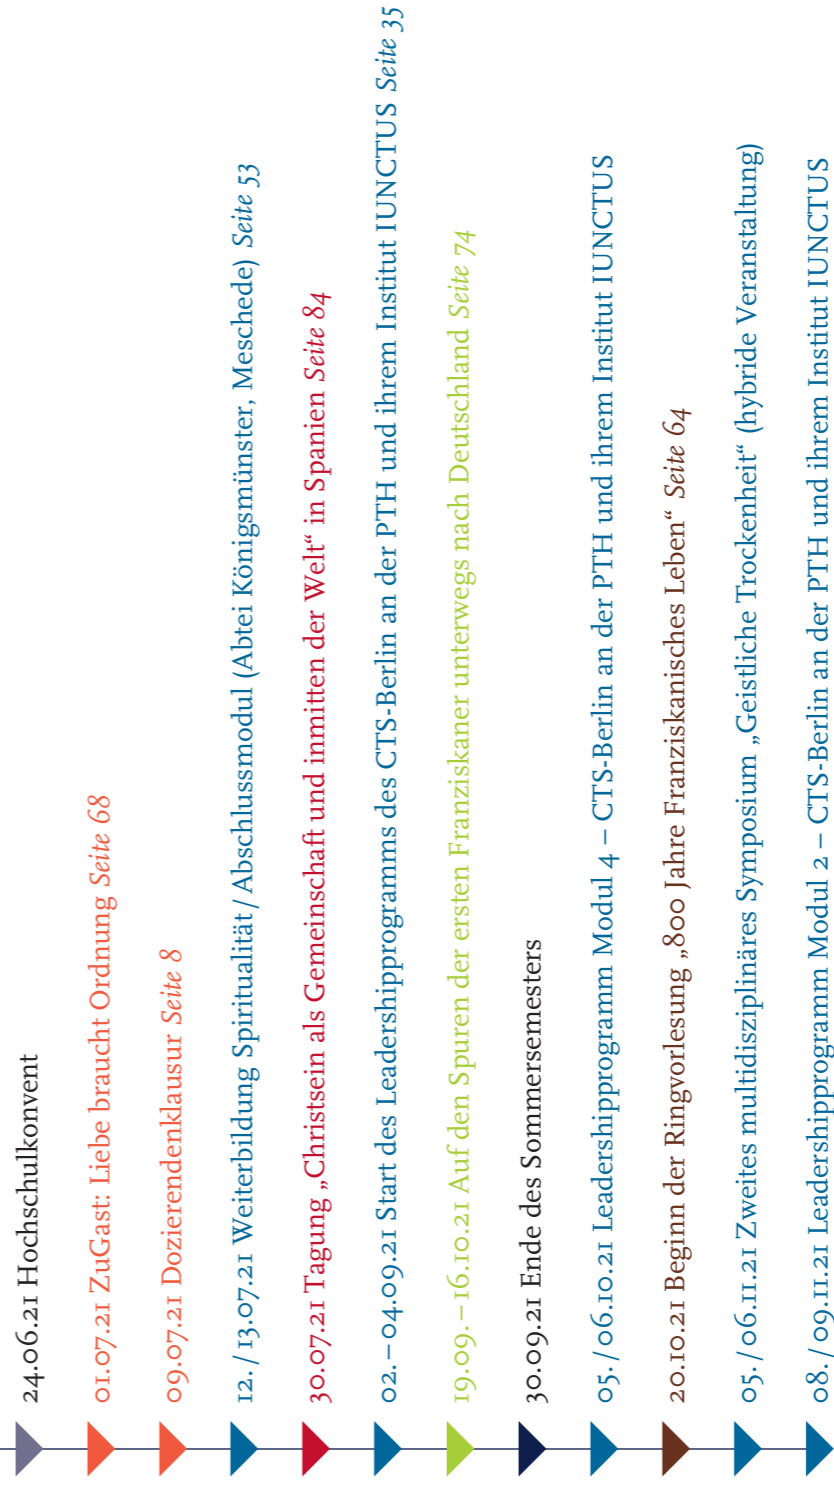 24.06.21 Hochschulkonvent
01.07.21 ZuGast: Liebe braucht Ordnung Seite 68
09.07.21 Dozierendenklausur Seite 8
12. / 13.07.21 Weiterbildung Spiritualität / Abschlussmodul (Abtei Königsmünster, Meschede) Seite 53
30.07.21 Tagung „Christsein als Gemeinschaft und inmitten der Welt“ in Spanien Seite 84
02. – 04.09.21 Start des Leadershipprogramms des CTS-Berlin an der PTH und ihrem Institut IUNCTUS Seite 35
19.09. – 16.10.21 Auf den Spuren der ersten Franziskaner unterwegs nach Deutschland Seite 74
30.09.21 Ende des Sommersemesters
05. / 06.10.21 Leadershipprogramm Modul 4 – CTS-Berlin an der PTH und ihrem Institut IUNCTUS
20.10.21 Beginn der Ringvorlesung „800 Jahre Franziskanisches Leben“ Seite 64
05. / 06.11.21 Zweites multidisziplinäres Symposium „Geistliche Trockenheit“ (hybride Veranstaltung)
08. / 09.11.21 Leadershipprogramm Modul 2 – CTS-Berlin an der PTH und ihrem Institut IUNCTUS